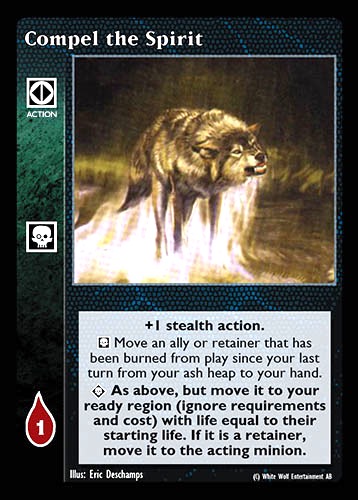 Compel the Spirit
ACTION
+1 stealth action.
Move an ally or retainer that has
been burned from play since your last
turn from your ash heap to your hand.
As above, but move it to your
ready region (ignore requirements
and cost) with life equal to their
starting life. If it is a retainer,
move it to the acting minion.
1
Illus: Eric Deschamps
(C) White Wolf Entertainment AB